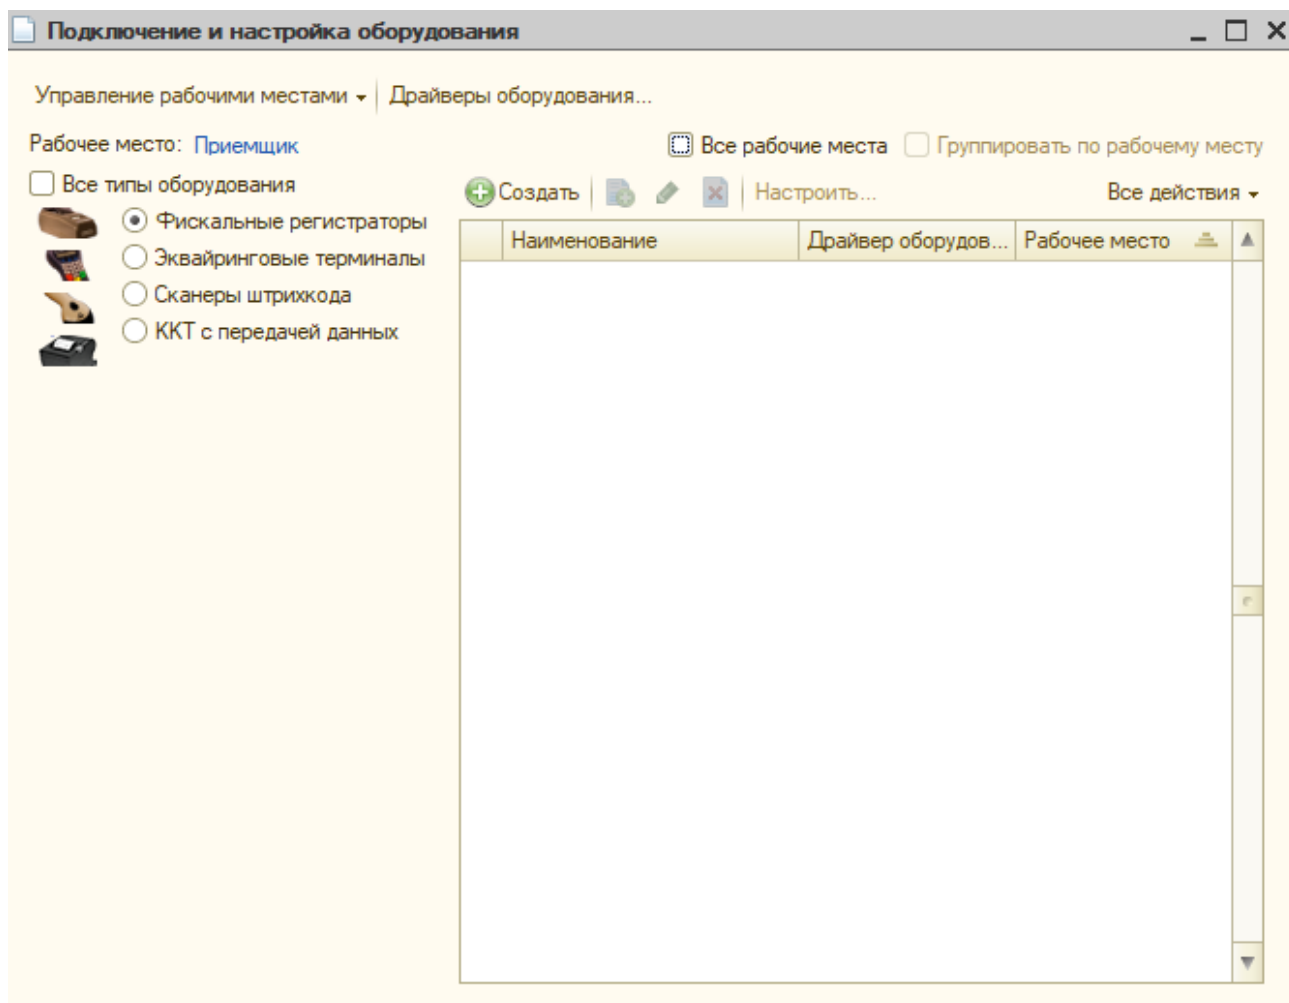 Подключение и настройка оборудования
Управление рабочими местами Драйверы оборудования...
Рабочее место: Приемщик Все рабочие места Группировать по рабочему месту
Все типы оборудования
Создать Настроить... Все действия
Фискальные регистраторы
Эквайринговые терминалы
Сканеры штрихкода
ККТ с передачей данных
Наименование Драйвер оборудов... Рабочее место